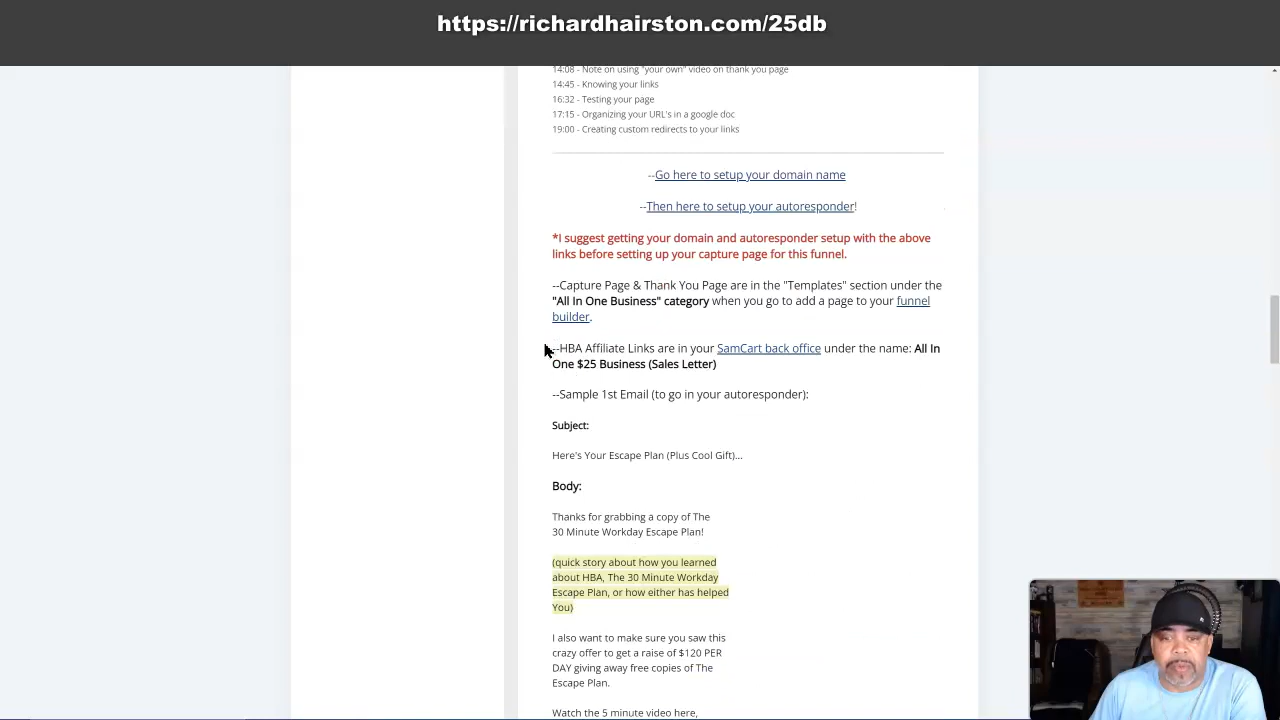 https://richardhairston.com/25db
14:08 - Note on using "your own" video on thank you page
14:45 - Knowing your links
16:32 - Testing your page
17:15 - Organizing your URL's in a google doc
19:00 - Creating custom redirects to your links
--Go here to setup your domain name
--Then here to setup your autoresponder!
*I suggest getting your domain and autoresponder setup with the above
links before setting up your capture page for this funnel.
--Capture Page & Thank You Page are in the "Templates" section under the
"All In One Business" category when you go to add a page to your funnel
builder.
--HBA Affiliate Links are in your SamCart back office under the name: All In
One $25 Business (Sales Letter)
--Sample 1st Email (to go in your autoresponder):
Subject:
Here's Your Escape Plan (Plus Cool Gift)...
Body:
Thanks for grabbing a copy of The
30 Minute Workday Escape Plan!
(quick story about how you learned
about HBA, The 30 Minute Workday
Escape Plan, or how either has helped
You)
I also want to make sure you saw this
crazy offer to get a raise of $120 PER
DAY giving away free copies of The
Escape Plan.
Watch the 5 minute video here,